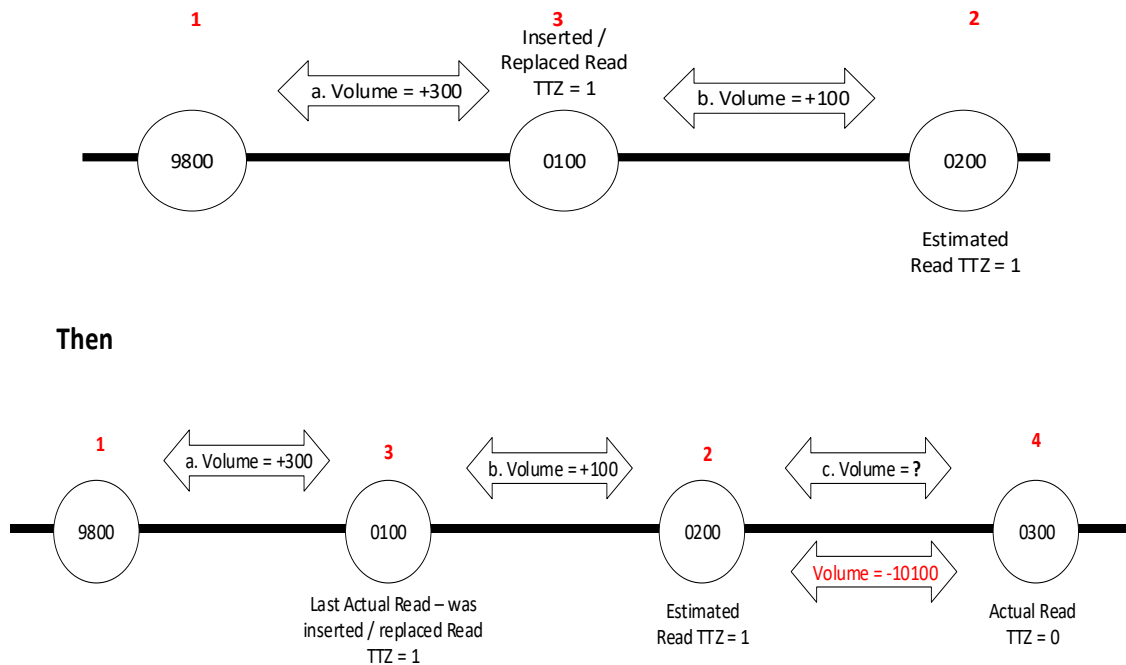 1
3
2
Inserted /
Replaced Read
TTZ = 1
a. Volume = +300
b. Volume = +100
9800
0100
0200
Estimated
Read TTZ = 1
Then
1
3
2
4
a. Volume = +300
b. Volume = +100
c. Volume = ?
9800
0100
0200
0300
Volume = -10100
Last Actual Read – was
inserted / replaced Read
TTZ = 1
Estimated
Read TTZ = 1
Actual Read
TTZ = 0